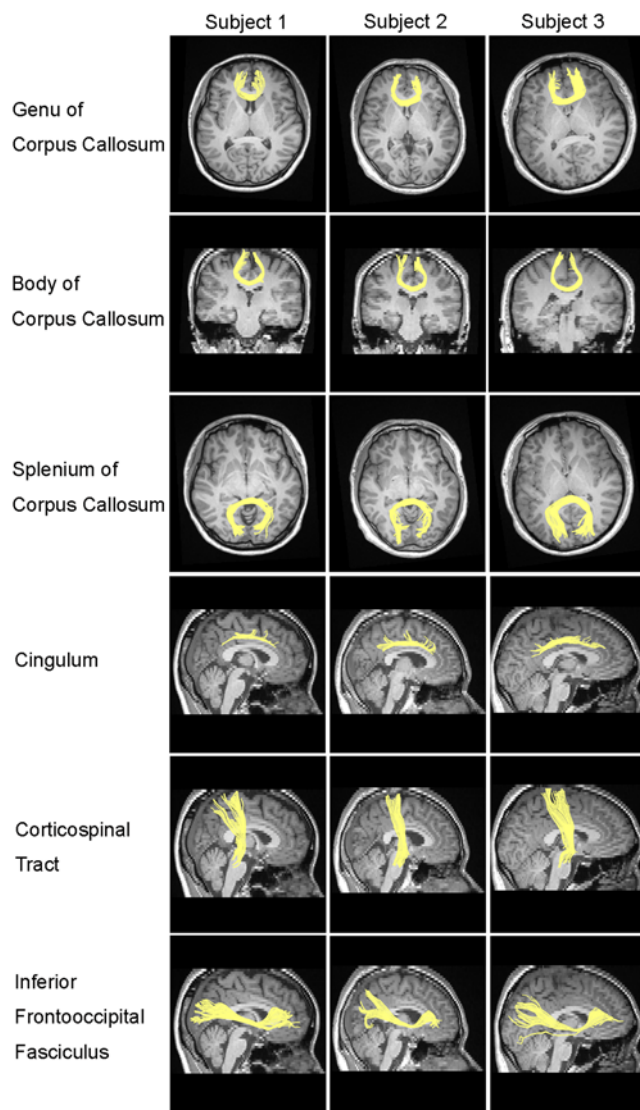 Subject 1 Subject 2 Subject 3
Genu of
Corpus Callosum
Body of
Corpus Callosum
Splenium of
Corpus Callosum
Cingulum
Corticospinal
Tract
Inferior
Frontooccipital
Fasciculus